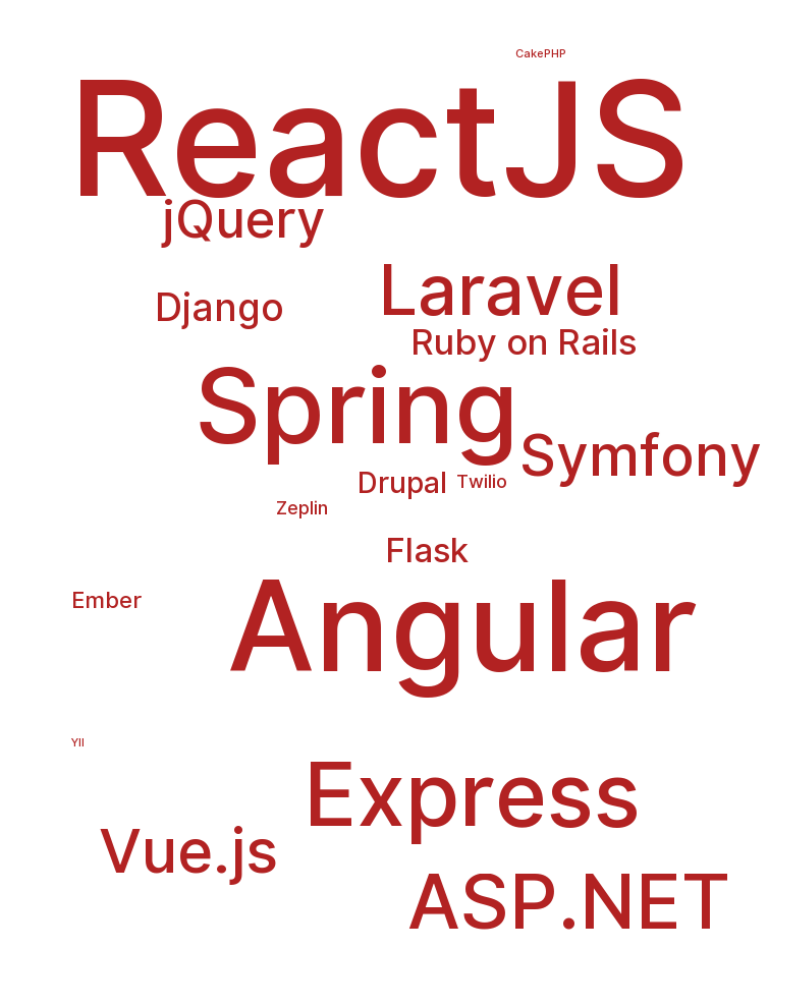 CakePHP
ReactJS
jQuery
Laravel
Django
Ruby on Rails
Spring
Symfony
Drupal
Twilio
Zeplin
Flask
Ember
Angular
YII
Express
Vue.js
ASP.NET